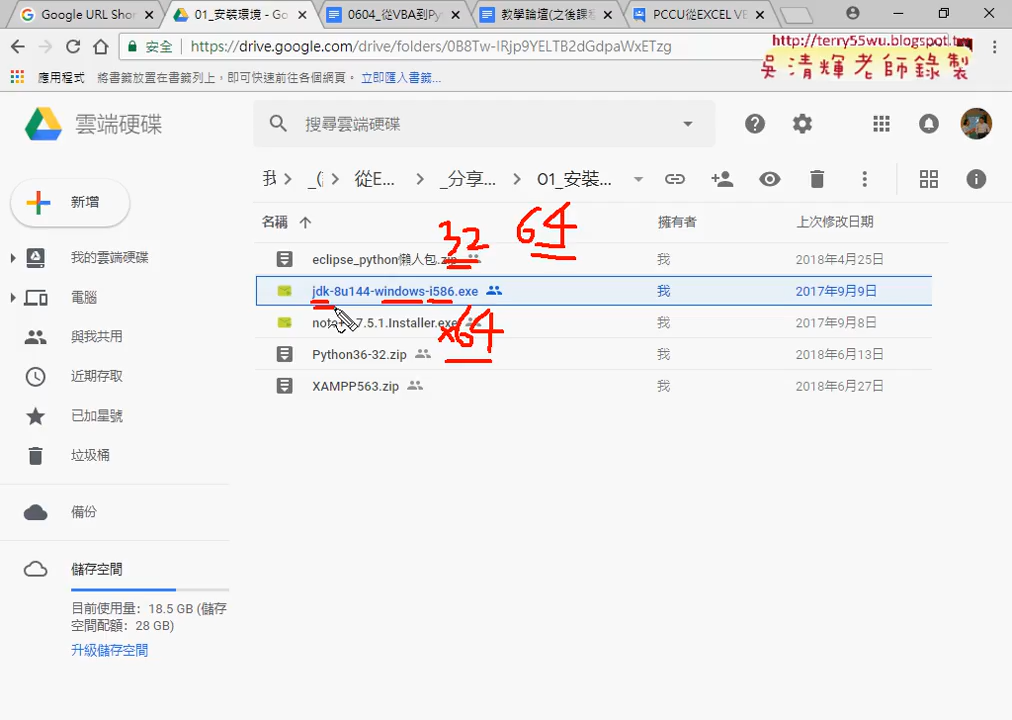 Google URL Shor
01_安裝環境 - Go
0604_從VBA到Py
教學論壇(之後課程
PCCU從EXCEL VB
安全
https://drive.google.com/drive/folders/0B8Tw-IRjp9YELTB2dGdpaWxETzg
http://terry55wu.blogspot.tw
吳清輝老師錄製
應用程式
將書籤放置在書籤列上，即可快速前往各個網頁。
立即匯入書籤...
雲端硬碟
搜尋雲端硬碟
新增
我 > _( > 從E... > _分享... > 01_安裝...
名稱
擁有者
上次修改日期
32
64
eclipse_python懶人包.zip
我
2018年4月25日
jdk-8u144-windows-i586.exe
我
2017年9月9日
7.5.1.Installer.exe
我
2017年9月8日
x64
Python36-32.zip
我
2018年6月13日
XAMPP563.zip
我
2018年6月27日
我的雲端硬碟
電腦
與我共用
近期存取
已加星號
垃圾桶
備份
儲存空間
目前使用量：18.5 GB (儲存
空間配額：28 GB)
升級儲存空間